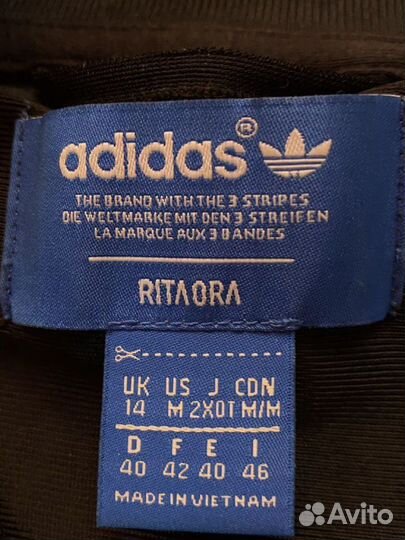 adidas®
THE BRAND WITH THE 3 STRIPES
DIE WELTMARKE MIT DEN 3 STREIFEN
LA MARQUE AUX 3 BANDES
RITAORA
UK US J CDN
14 M 2XOT M/M
D F E I
40 42 40 46
MADE IN VIETNAM
Avito